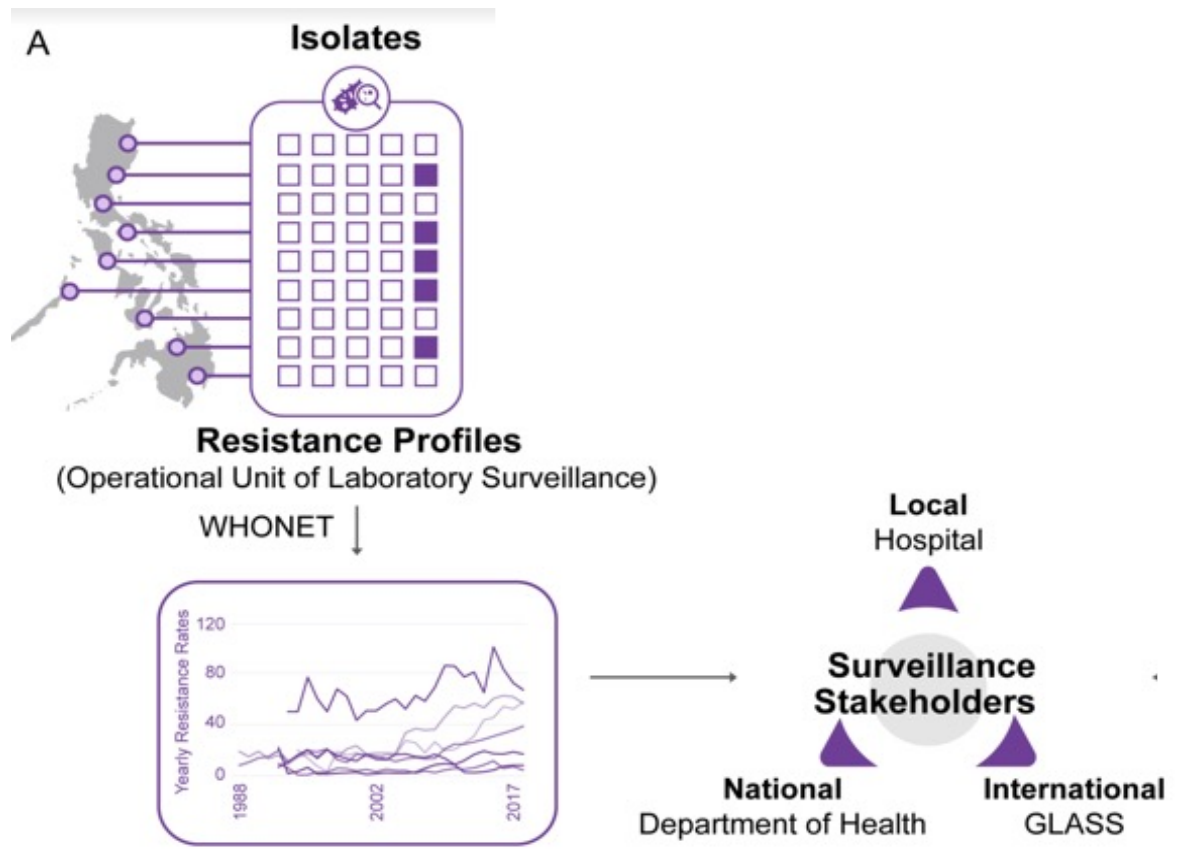 A
Isolates
Resistance Profiles
(Operational Unit of Laboratory Surveillance)
WHONET
Yearly Resistance Rates
120
80
40
0
1988
2002
2017
Local
Hospital
Surveillance
Stakeholders
National
Department of Health
International
GLASS